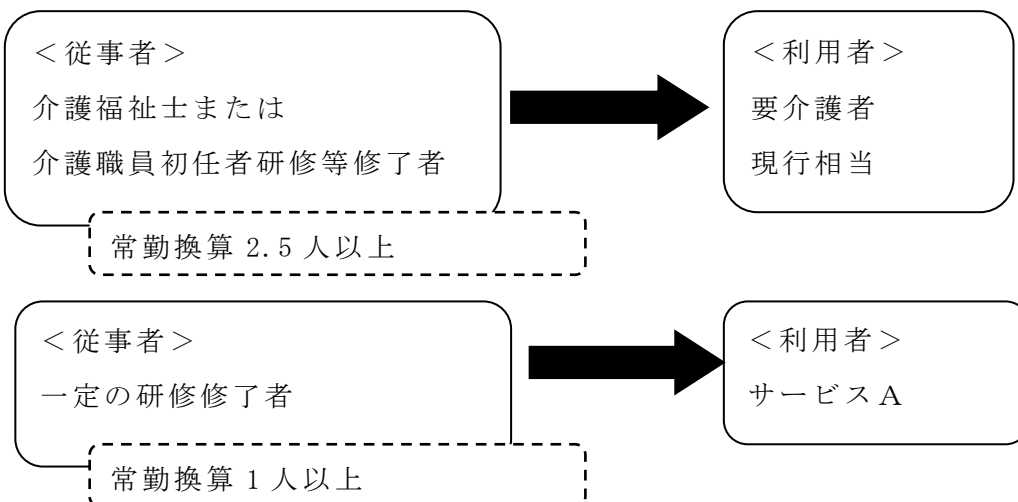 ＜従事者＞
介護福祉士または
介護職員初任者研修等修了者
常勤換算 2.5 人以上
＜利用者＞
要介護者
現行相当
＜従事者＞
一定の研修修了者
常勤換算 1 人以上
＜利用者＞
サービスＡ